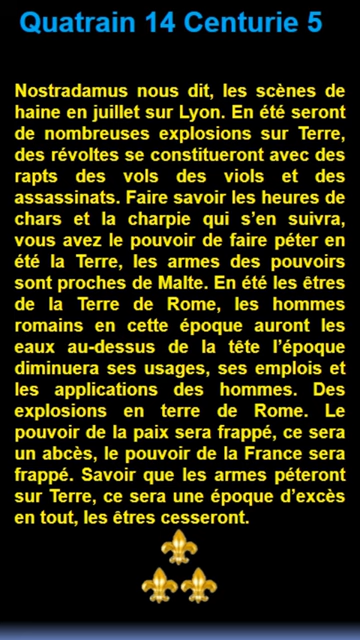 Quatrain 14 Centurie 5
Nostradamus nous dit, les scènes de
haine en juillet sur Lyon. En été seront
de nombreuses explosions sur Terre,
des révoltes se constitueront avec des
rapts des vols des viols et des
assassinats. Faire savoir les heures de
chars et la charpie qui s'en suivra,
vous avez le pouvoir de faire péter en
été la Terre, les armes des pouvoirs
sont proches de Malte. En été les êtres
de la Terre de Rome, les hommes
romains en cette époque auront les
eaux au-dessus de la tête l'époque
diminuera ses usages, ses emplois et
les applications des hommes. Des
explosions en terre de Rome. Le
pouvoir de la paix sera frappé, ce sera
un abcès, le pouvoir de la France sera
frappé. Savoir que les armes péteront
sur Terre, ce sera une époque d'excès
en tout, les êtres cesseront.